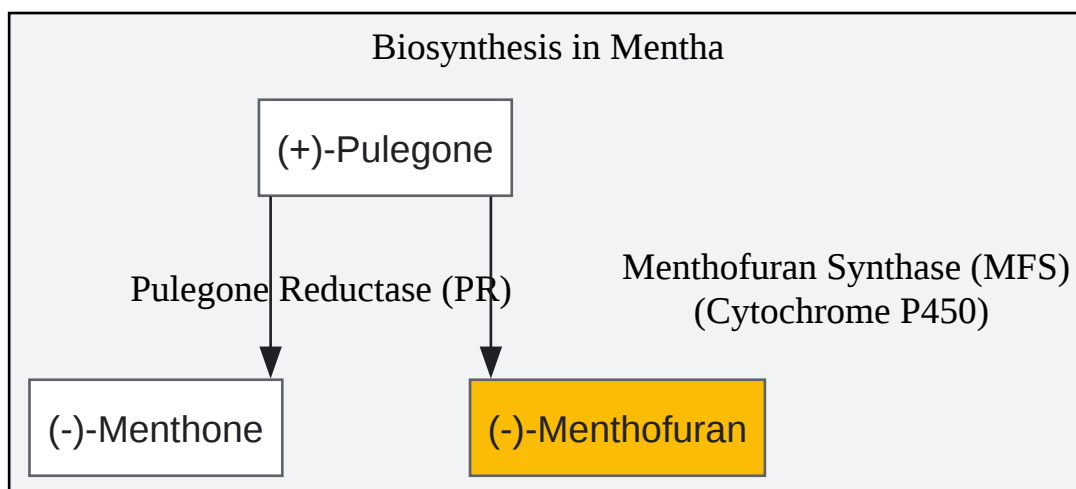 Biosynthesis in Mentha
(+)-Pulegone
Pulegone Reductase (PR)
Menthofuran Synthase (MFS)
(Cytochrome P450)
(-)-Menthone
(-)-Menthofuran